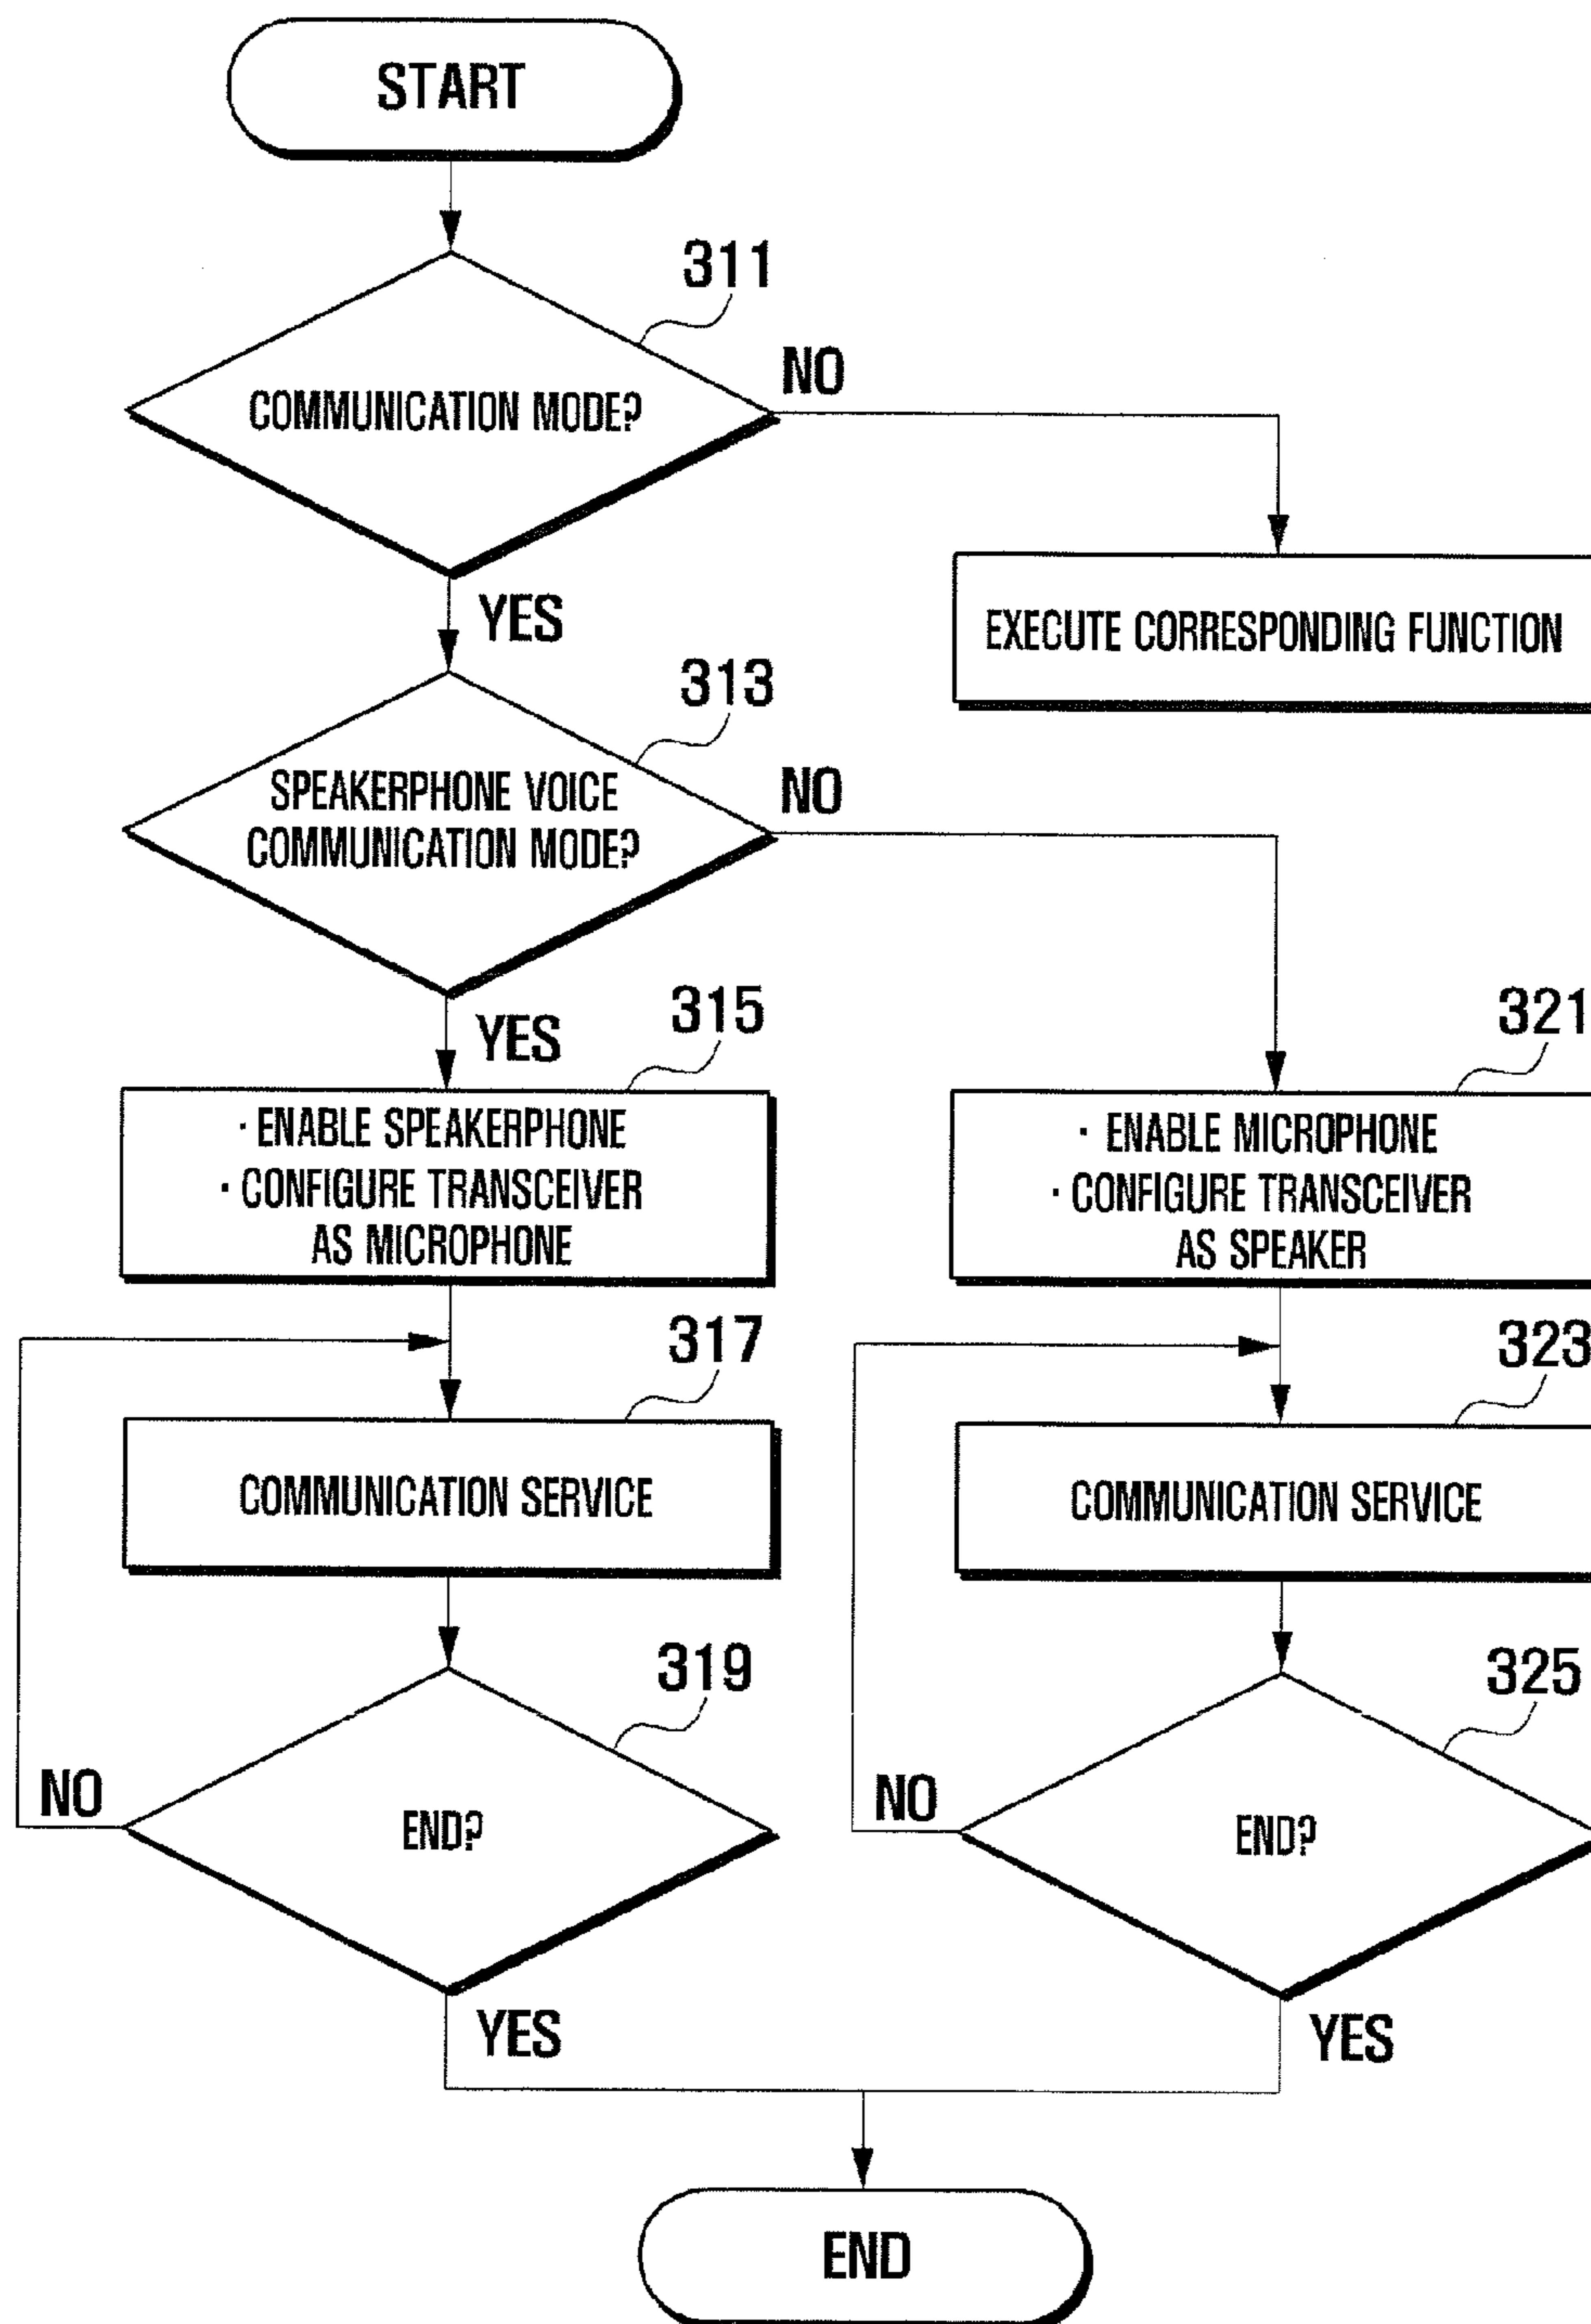 START
311
COMMUNICATION MODE?
NO
YES
EXECUTE CORRESPONDING FUNCTION
313
SPEAKERPHONE VOICE
COMMUNICATION MODE?
NO
YES
315
· ENABLE SPEAKERPHONE
· CONFIGURE TRANSCEIVER
AS MICROPHONE
321
· ENABLE MICROPHONE
· CONFIGURE TRANSCEIVER
AS SPEAKER
317
COMMUNICATION SERVICE
323
COMMUNICATION SERVICE
319
END?
NO
YES
325
END?
NO
YES
END